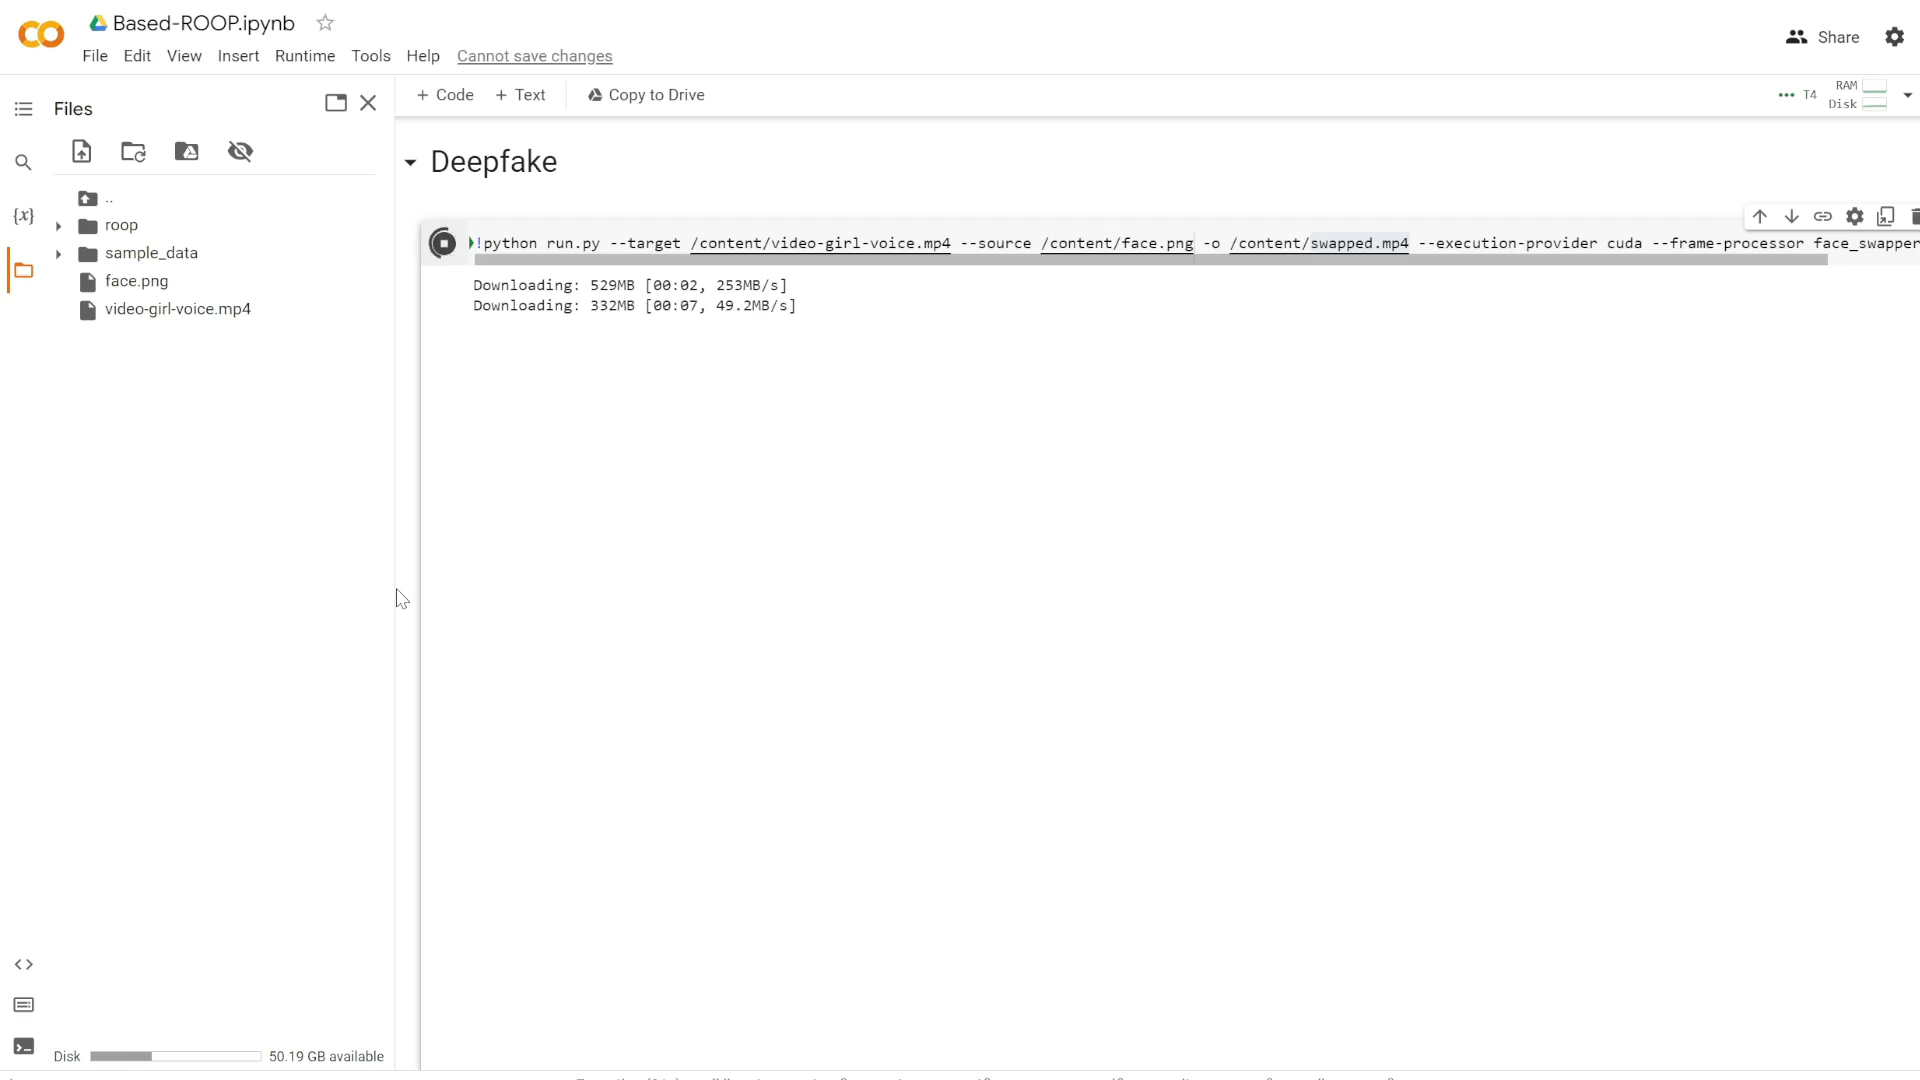 Based-ROOP.ipynb
File Edit View Insert Runtime Tools Help Cannot save changes
Share
Files
+ Code + Text Copy to Drive
T4 RAM
Disk
Deepfake
..
roop
sample_data
face.png
video-girl-voice.mp4
{x}
!python run.py --target /content/video-girl-voice.mp4 --source /content/face.png -o /content/swapped.mp4 --execution-provider cuda --frame-processor face_swapper
Downloading: 529MB [00:02, 253MB/s]
Downloading: 332MB [00:07, 49.2MB/s]
Disk 50.19 GB available